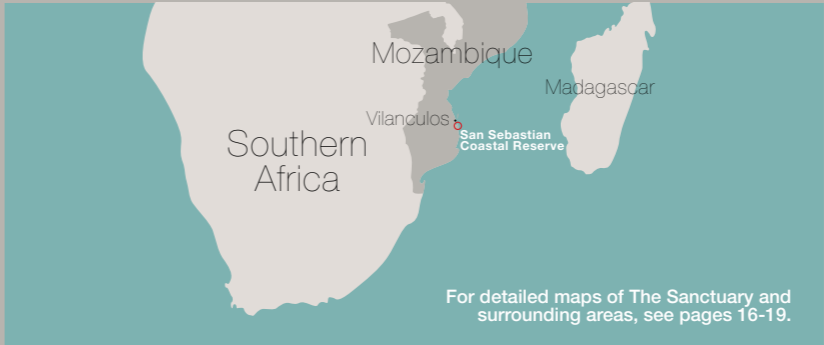 Mozambique
Madagascar
Vilanculos
San Sebastian
Coastal Reserve
Southern
Africa
For detailed maps of The Sanctuary and
surrounding areas, see pages 16-19.